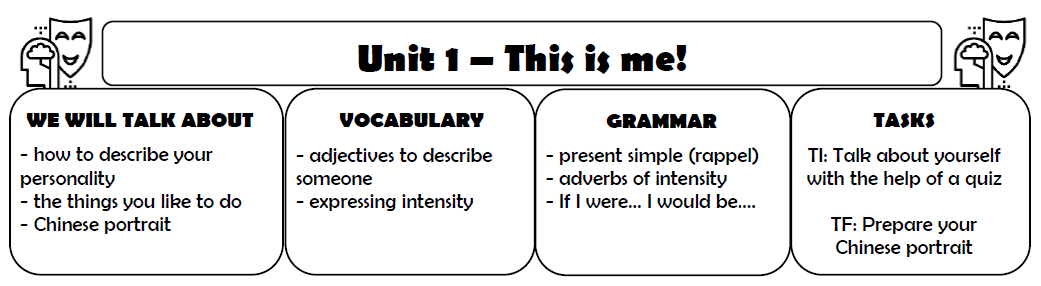 Unit 1 – This is me!
WE WILL TALK ABOUT
- how to describe your
personality
- the things you like to do
- Chinese portrait
VOCABULARY
- adjectives to describe
someone
- expressing intensity
GRAMMAR
- present simple (rappel)
- adverbs of intensity
- If I were... I would be....
TASKS
TI: Talk about yourself
with the help of a quiz
TF: Prepare your
Chinese portrait